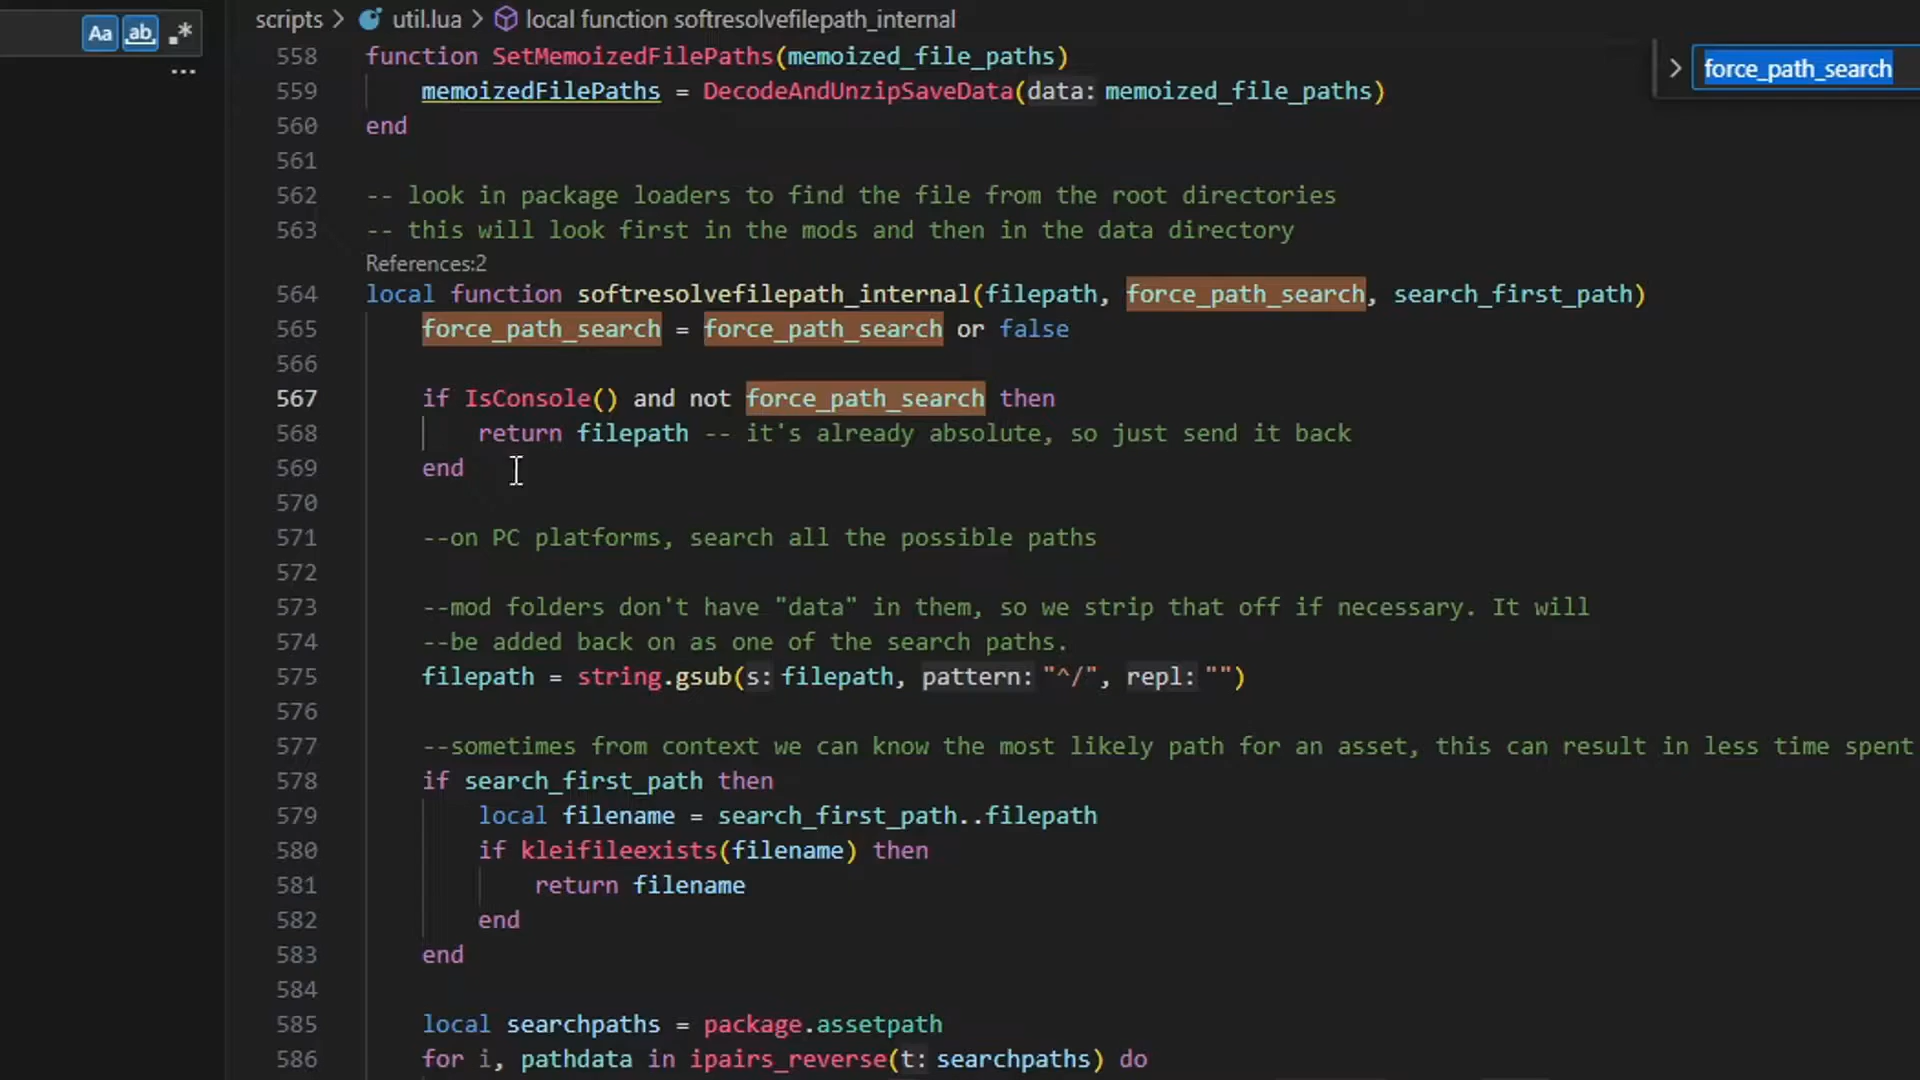 Aa ab .*
...
scripts > util.lua > local function softresolvefilepath_internal
> force_path_search
558 function SetMemoizedFilePaths(memoized_file_paths)
559 memoizedFilePaths = DecodeAndUnzipSaveData(data: memoized_file_paths)
560 end
561
562 -- look in package loaders to find the file from the root directories
563 -- this will look first in the mods and then in the data directory
References:2
564 local function softresolvefilepath_internal(filepath, force_path_search, search_first_path)
565 force_path_search = force_path_search or false
566
567 if IsConsole() and not force_path_search then
568 return filepath -- it's already absolute, so just send it back
569 end
570
571 --on PC platforms, search all the possible paths
572
573 --mod folders don't have "data" in them, so we strip that off if necessary. It will
574 --be added back on as one of the search paths.
575 filepath = string.gsub(s: filepath, pattern: "^/", repl: "")
576
577 --sometimes from context we can know the most likely path for an asset, this can result in less time spent
578 if search_first_path then
579 local filename = search_first_path..filepath
580 if kleifileexists(filename) then
581 return filename
582 end
583 end
584
585 local searchpaths = package.assetpath
586 for i, pathdata in ipairs_reverse(t: searchpaths) do